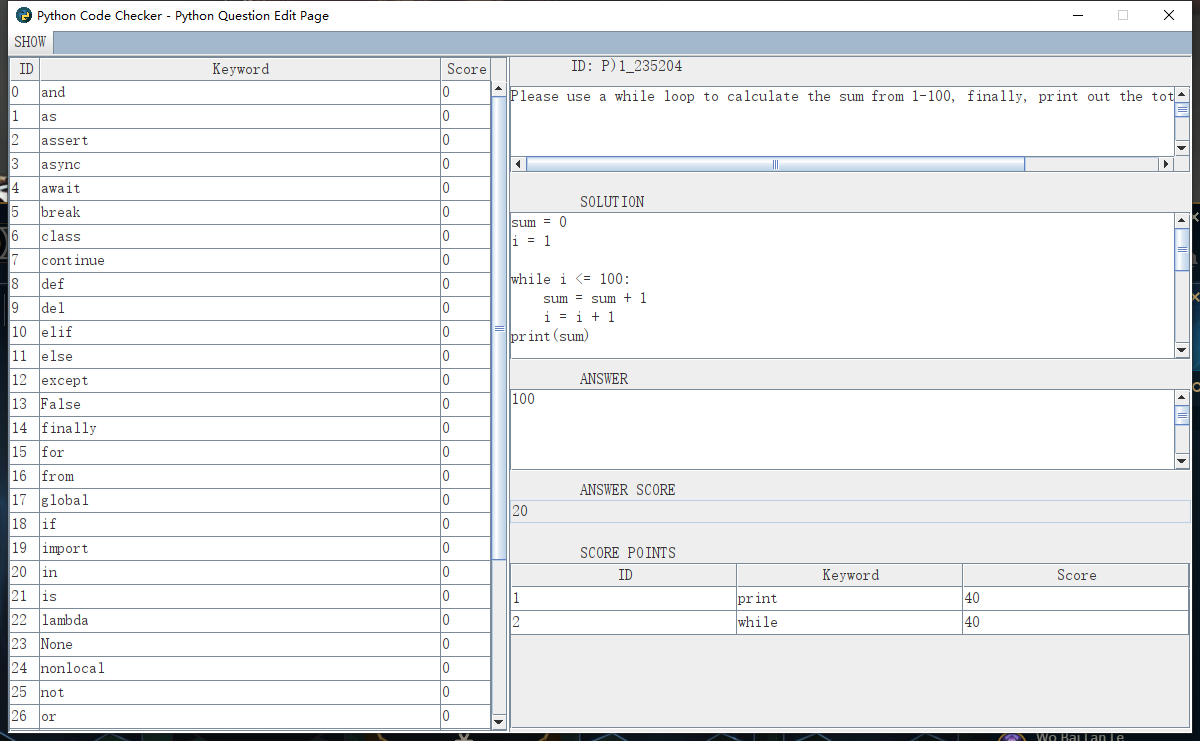 Python Code Checker - Python Question Edit Page
SHOW
ID Keyword Score
0 and 0
1 as 0
2 assert 0
3 async 0
4 await 0
5 break 0
6 class 0
7 continue 0
8 def 0
9 del 0
10 elif 0
11 else 0
12 except 0
13 False 0
14 finally 0
15 for 0
16 from 0
17 global 0
18 if 0
19 import 0
20 in 0
21 is 0
22 lambda 0
23 None 0
24 nonlocal 0
25 not 0
26 or 0
ID: P)1_235204
Please use a while loop to calculate the sum from 1-100, finally, print out the tot
SOLUTION
sum = 0
i = 1
while i <= 100:
    sum = sum + 1
    i = i + 1
print(sum)
ANSWER
100
ANSWER SCORE
20
SCORE POINTS
ID Keyword Score
1 print 40
2 while 40